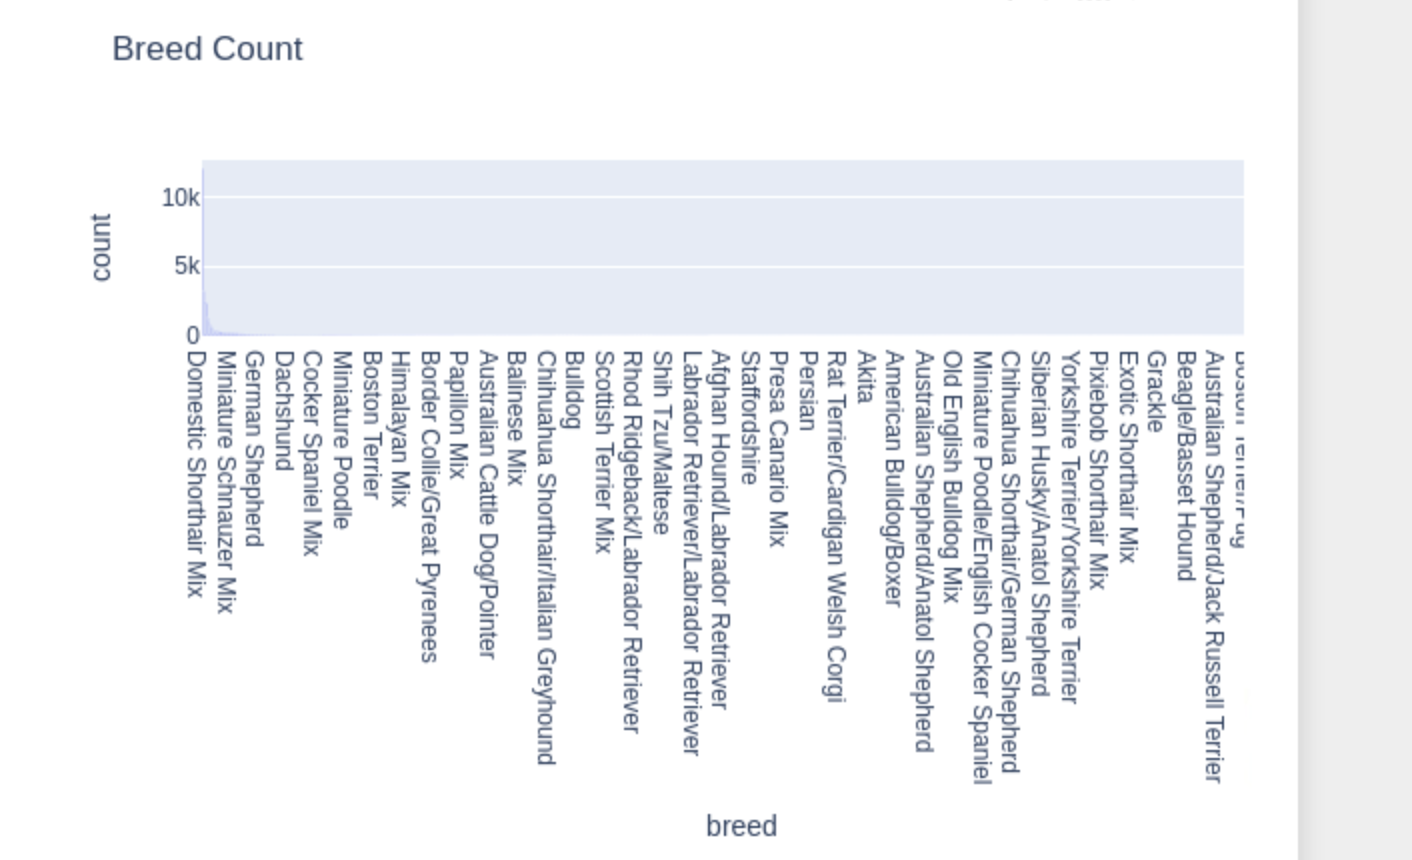 Breed Count
count
10k
5k
0
Domestic Shorthair Mix
Miniature Schnauzer Mix
German Shepherd
Dachshund
Cocker Spaniel Mix
Miniature Poodle
Boston Terrier
Himalayan Mix
Border Collie/Great Pyrenees
Papillon Mix
Australian Cattle Dog/Pointer
Balinese Mix
Chihuahua Shorthair/Italian Greyhound
Bulldog
Scottish Terrier Mix
Rhod Ridgeback/Labrador Retriever
Shih Tzu/Maltese
Labrador Retriever/Labrador Retriever
Afghan Hound/Labrador Retriever
Staffordshire
Presa Canario Mix
Persian
Rat Terrier/Cardigan Welsh Corgi
Akita
American Bulldog/Boxer
Australian Shepherd/Anatol Shepherd
Old English Bulldog Mix
Miniature Poodle/English Cocker Spaniel
Chihuahua Shorthair/German Shepherd
Siberian Husky/Anatol Shepherd
Yorkshire Terrier/Yorkshire Terrier
Pixiebob Shorthair Mix
Exotic Shorthair Mix
Grackle
Beagle/Basset Hound
Australian Shepherd/Jack Russell Terrier
Boston Terrier/Pug
breed